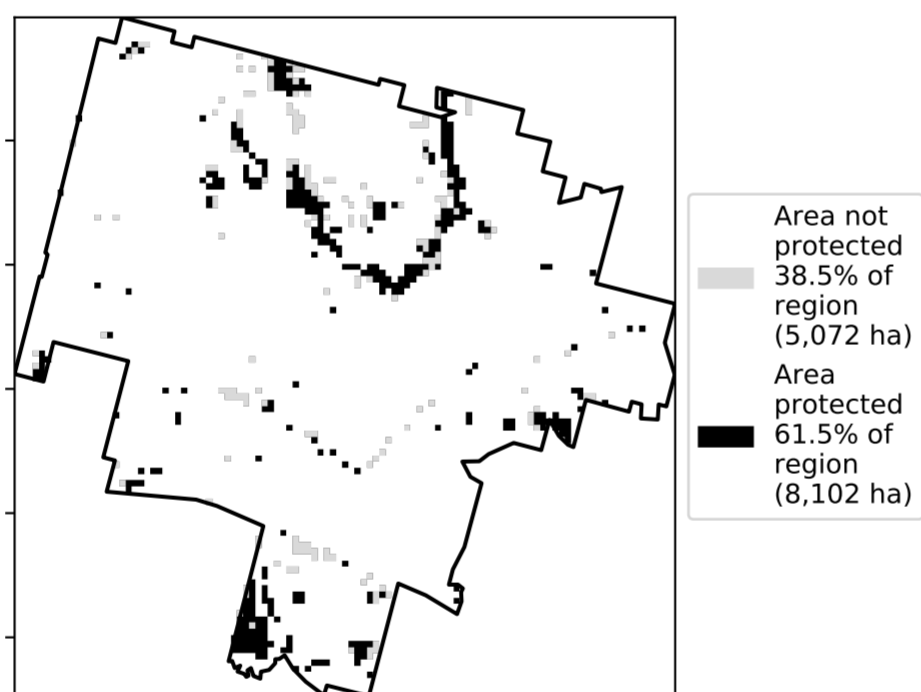 Area not
protected
38.5% of
region
(5,072 ha)
Area
protected
61.5% of
region
(8,102 ha)